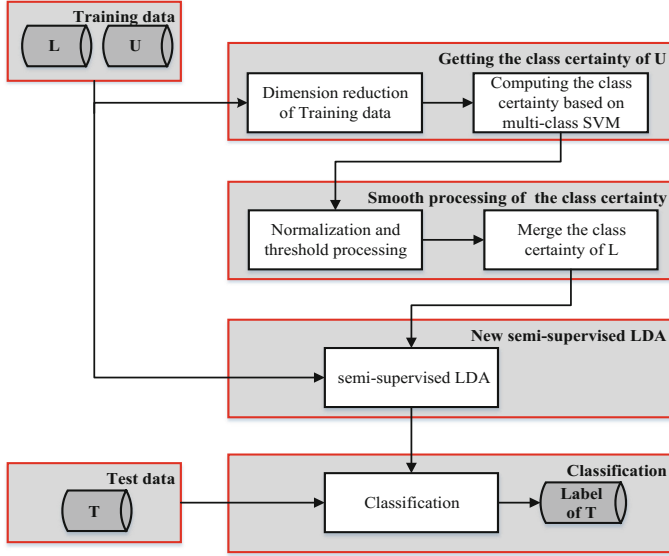 Training data
L
U
Getting the class certainty of U
Dimension reduction
of Training data
Computing the class
certainty based on
multi-class SVM
Smooth processing of the class certainty
Normalization and
threshold processing
Merge the class
certainty of L
New semi-supervised LDA
semi-supervised LDA
Test data
T
Classification
Classification
Label
of T